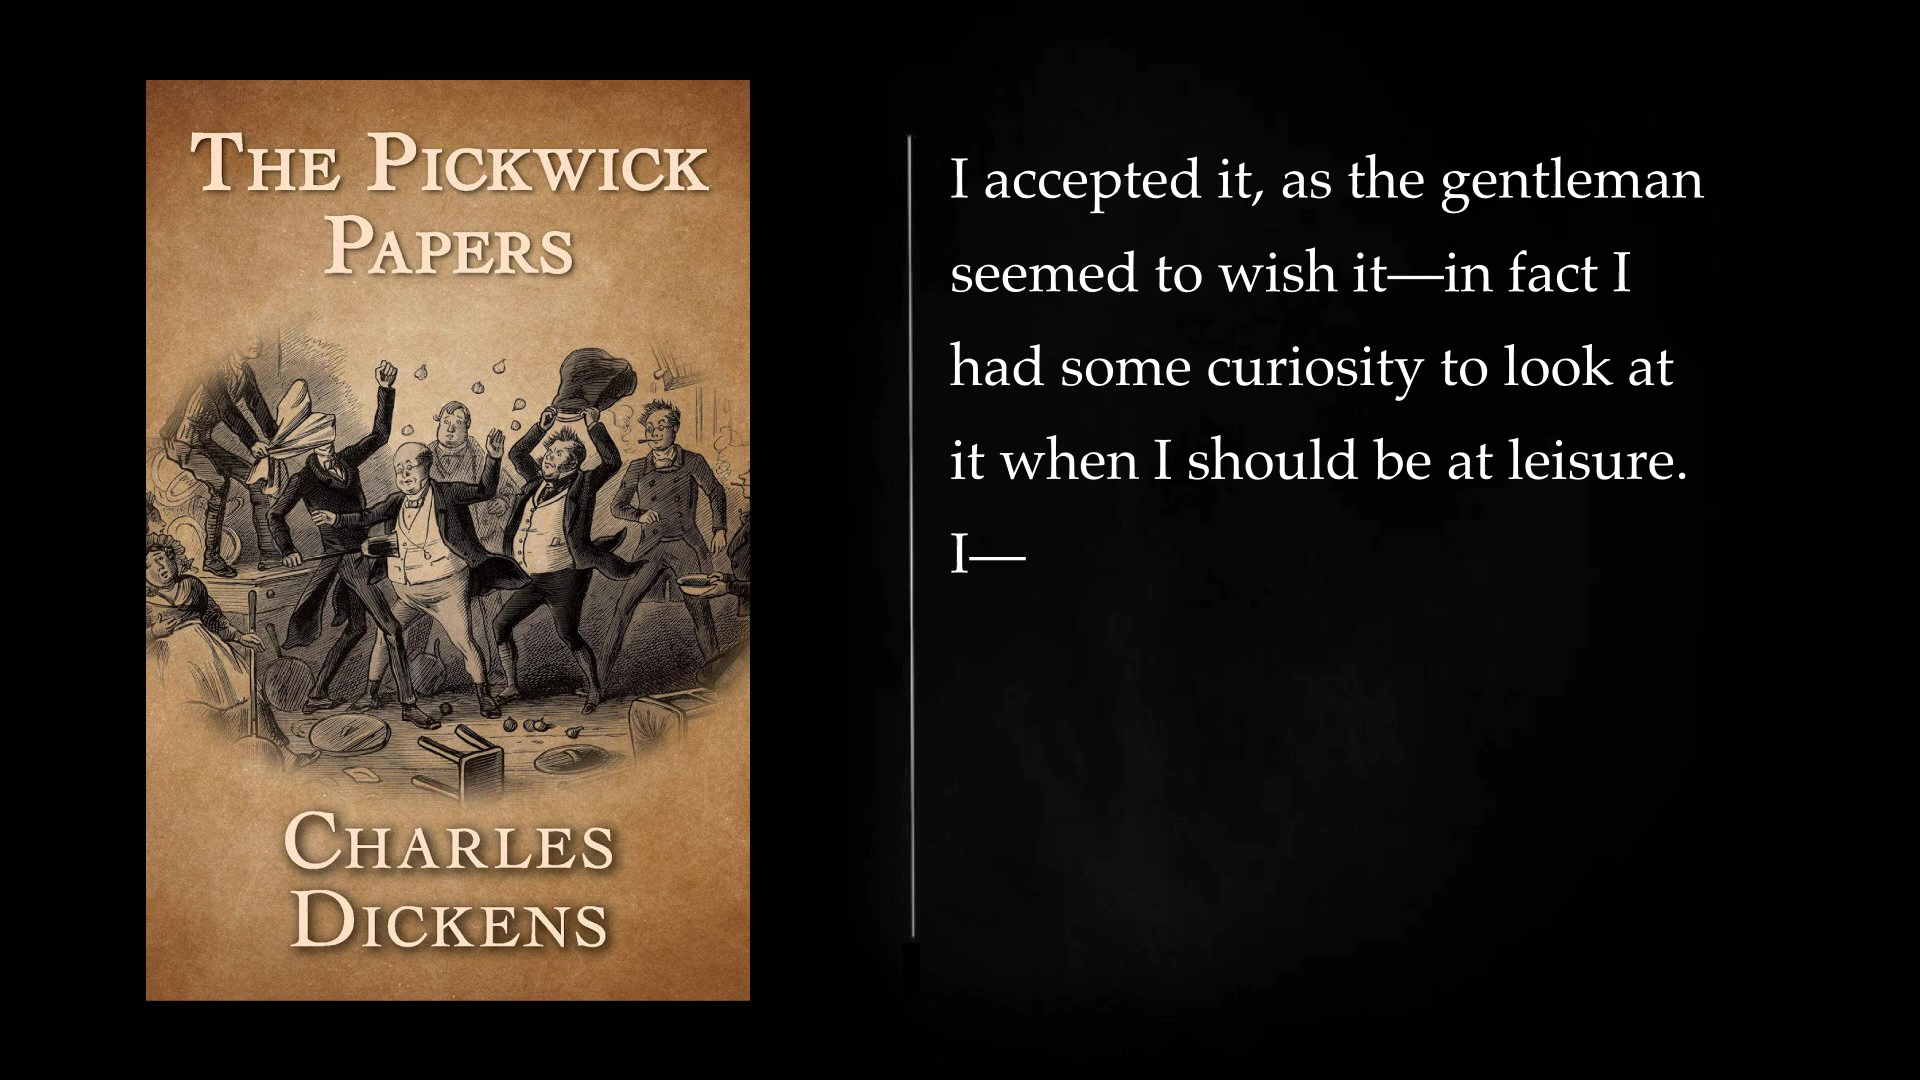 THE PICKWICK
PAPERS
CHARLES
DICKENS
I accepted it, as the gentleman
seemed to wish it—in fact I
had some curiosity to look at
it when I should be at leisure.
I—